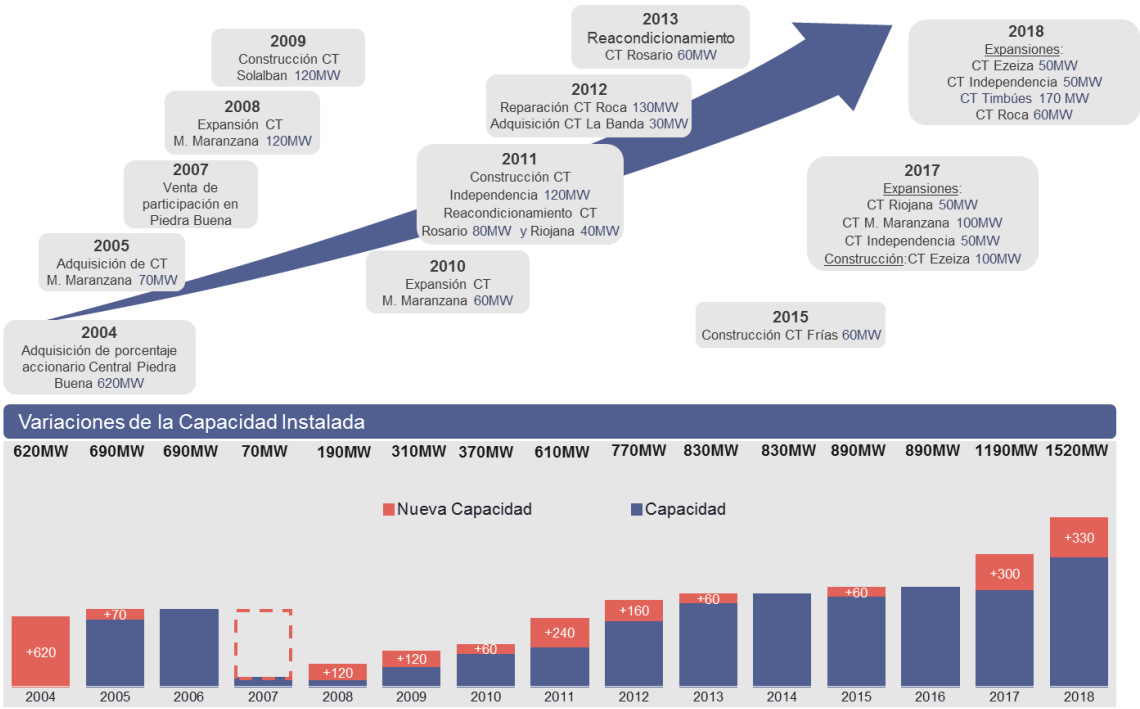 2004
Adquisición de porcentaje
accionario Central Piedra
Buena 620MW
2005
Adquisición de CT
M. Maranzana 70MW
2007
Venta de
participación en
Piedra Buena
2008
Expansión CT
M. Maranzana 120MW
2009
Construcción CT
Solalban 120MW
2010
Expansión CT
M. Maranzana 60MW
2011
Construcción CT
Independencia 120MW
Reacondicionamiento CT
Rosario 80MW y Riojana 40MW
2012
Reparación CT Roca 130MW
Adquisición CT La Banda 30MW
2013
Reacondicionamiento
CT Rosario 60MW
2015
Construcción CT Frías 60MW
2017
Expansiones:
CT Riojana 50MW
CT M. Maranzana 100MW
CT Independencia 50MW
Construcción:CT Ezeiza 100MW
2018
Expansiones:
CT Ezeiza 50MW
CT Independencia 50MW
CT Timbúes 170 MW
CT Roca 60MW
Variaciones de la Capacidad Instalada
620MW 690MW 690MW 70MW 190MW 310MW 370MW 610MW 770MW 830MW 830MW 890MW 890MW 1190MW 1520MW
Nueva Capacidad Capacidad
+620 +70 +120 +120 +60 +240 +160 +60 +60 +300 +330
2004 2005 2006 2007 2008 2009 2010 2011 2012 2013 2014 2015 2016 2017 2018